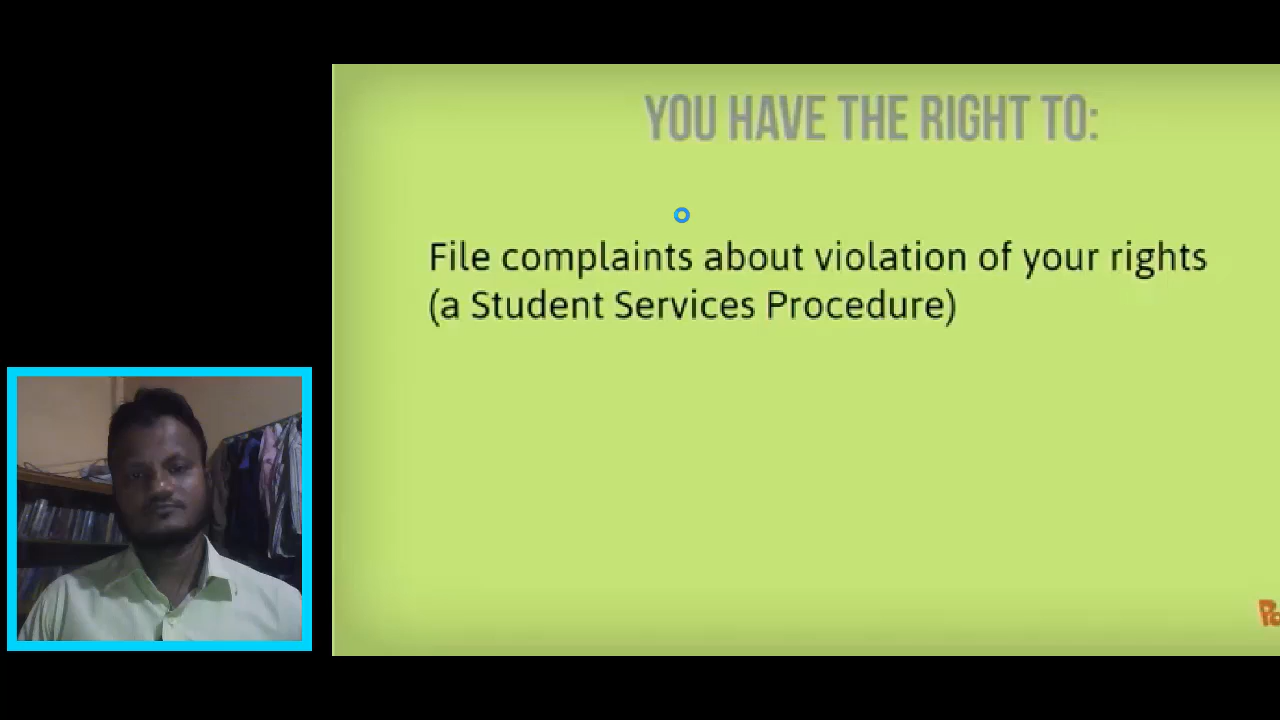 YOU HAVE THE RIGHT TO:
File complaints about violation of your rights
(a Student Services Procedure)